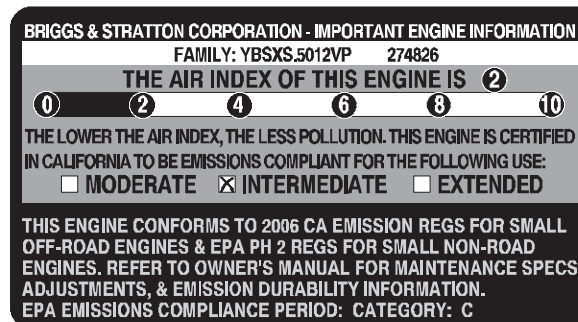 BRIGGS & STRATTON CORPORATION - IMPORTANT ENGINE INFORMATION
FAMILY: YBSXS.5012VP 274826
THE AIR INDEX OF THIS ENGINE IS 2
0 2 4 6 8 10
THE LOWER THE AIR INDEX, THE LESS POLLUTION. THIS ENGINE IS CERTIFIED
IN CALIFORNIA TO BE EMISSIONS COMPLIANT FOR THE FOLLOWING USE:
☐ MODERATE ☒ INTERMEDIATE ☐ EXTENDED
THIS ENGINE CONFORMS TO 2006 CA EMISSION REGS FOR SMALL
OFF-ROAD ENGINES & EPA PH 2 REGS FOR SMALL NON-ROAD
ENGINES. REFER TO OWNER'S MANUAL FOR MAINTENANCE SPECS
ADJUSTMENTS, & EMISSION DURABILITY INFORMATION.
EPA EMISSIONS COMPLIANCE PERIOD: CATEGORY: C